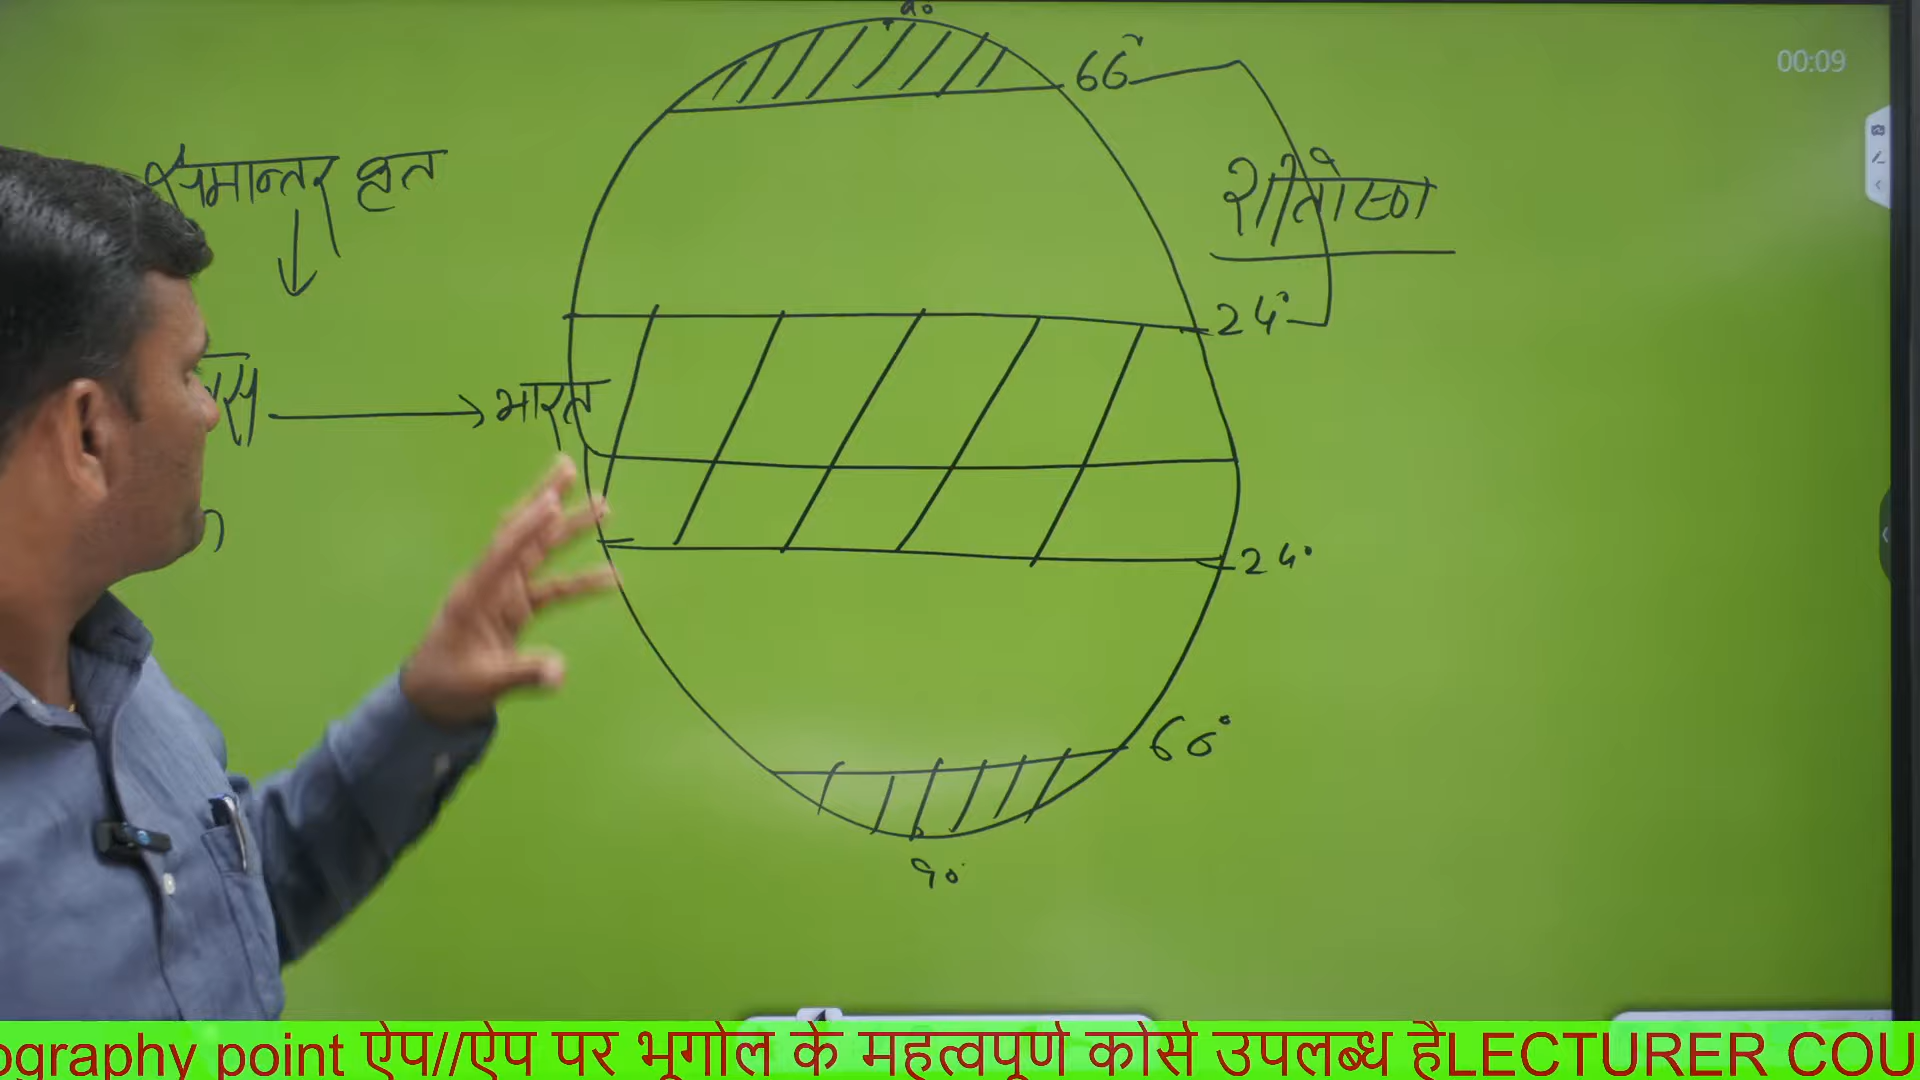 90
66°
00:09
समान्तर वृत
शीतोष्ण
24°
भारत
24°
66°
90
ography point ऐप//ऐप पर भूगोल के महत्वपूर्ण कोर्स उपलब्ध हैLECTURER COU